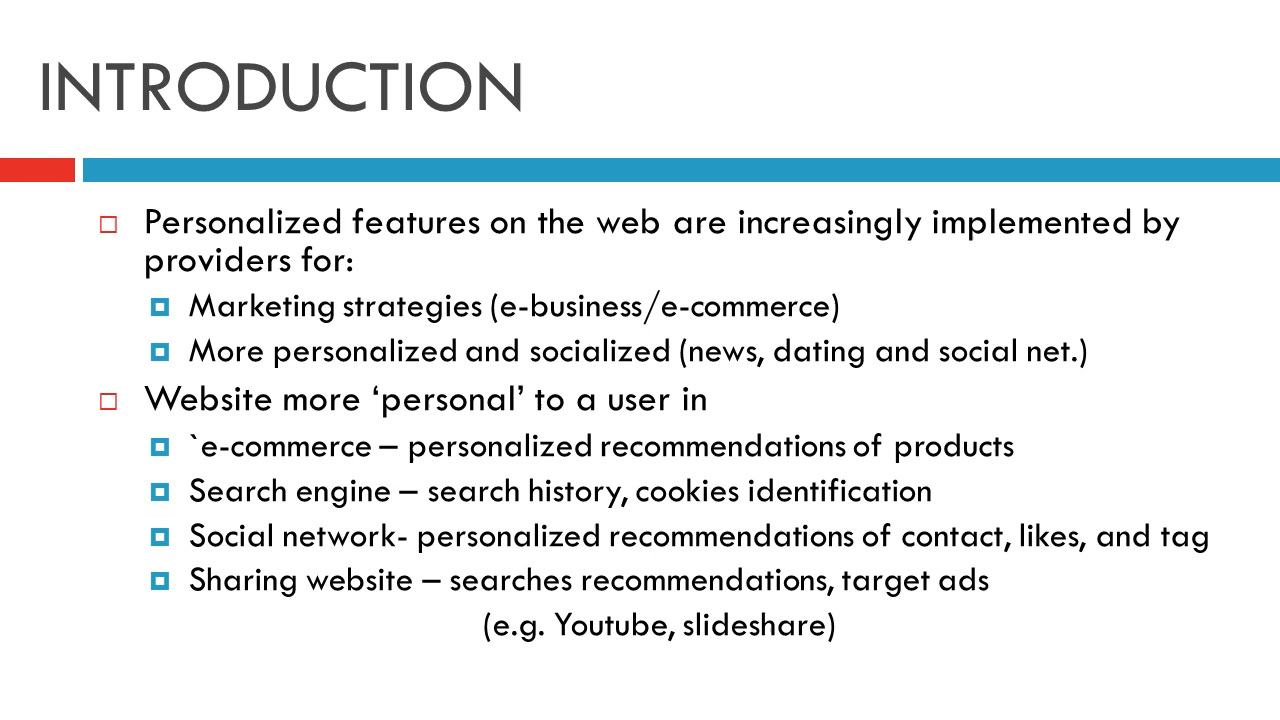 INTRODUCTION
Personalized features on the web are increasingly implemented by
providers for:
Marketing strategies (e-business/e-commerce)
More personalized and socialized (news, dating and social net.)
Website more ‘personal’ to a user in
`e-commerce – personalized recommendations of products
Search engine – search history, cookies identification
Social network- personalized recommendations of contact, likes, and tag
Sharing website – searches recommendations, target ads
(e.g. Youtube, slideshare)